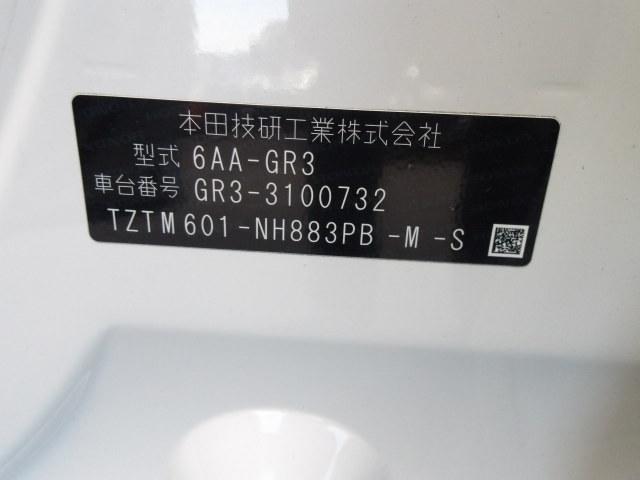 本田技研工業株式会社
型式 6AA-GR3
車台番号 GR3-3100732
TZTM601-NH883PB-M-S